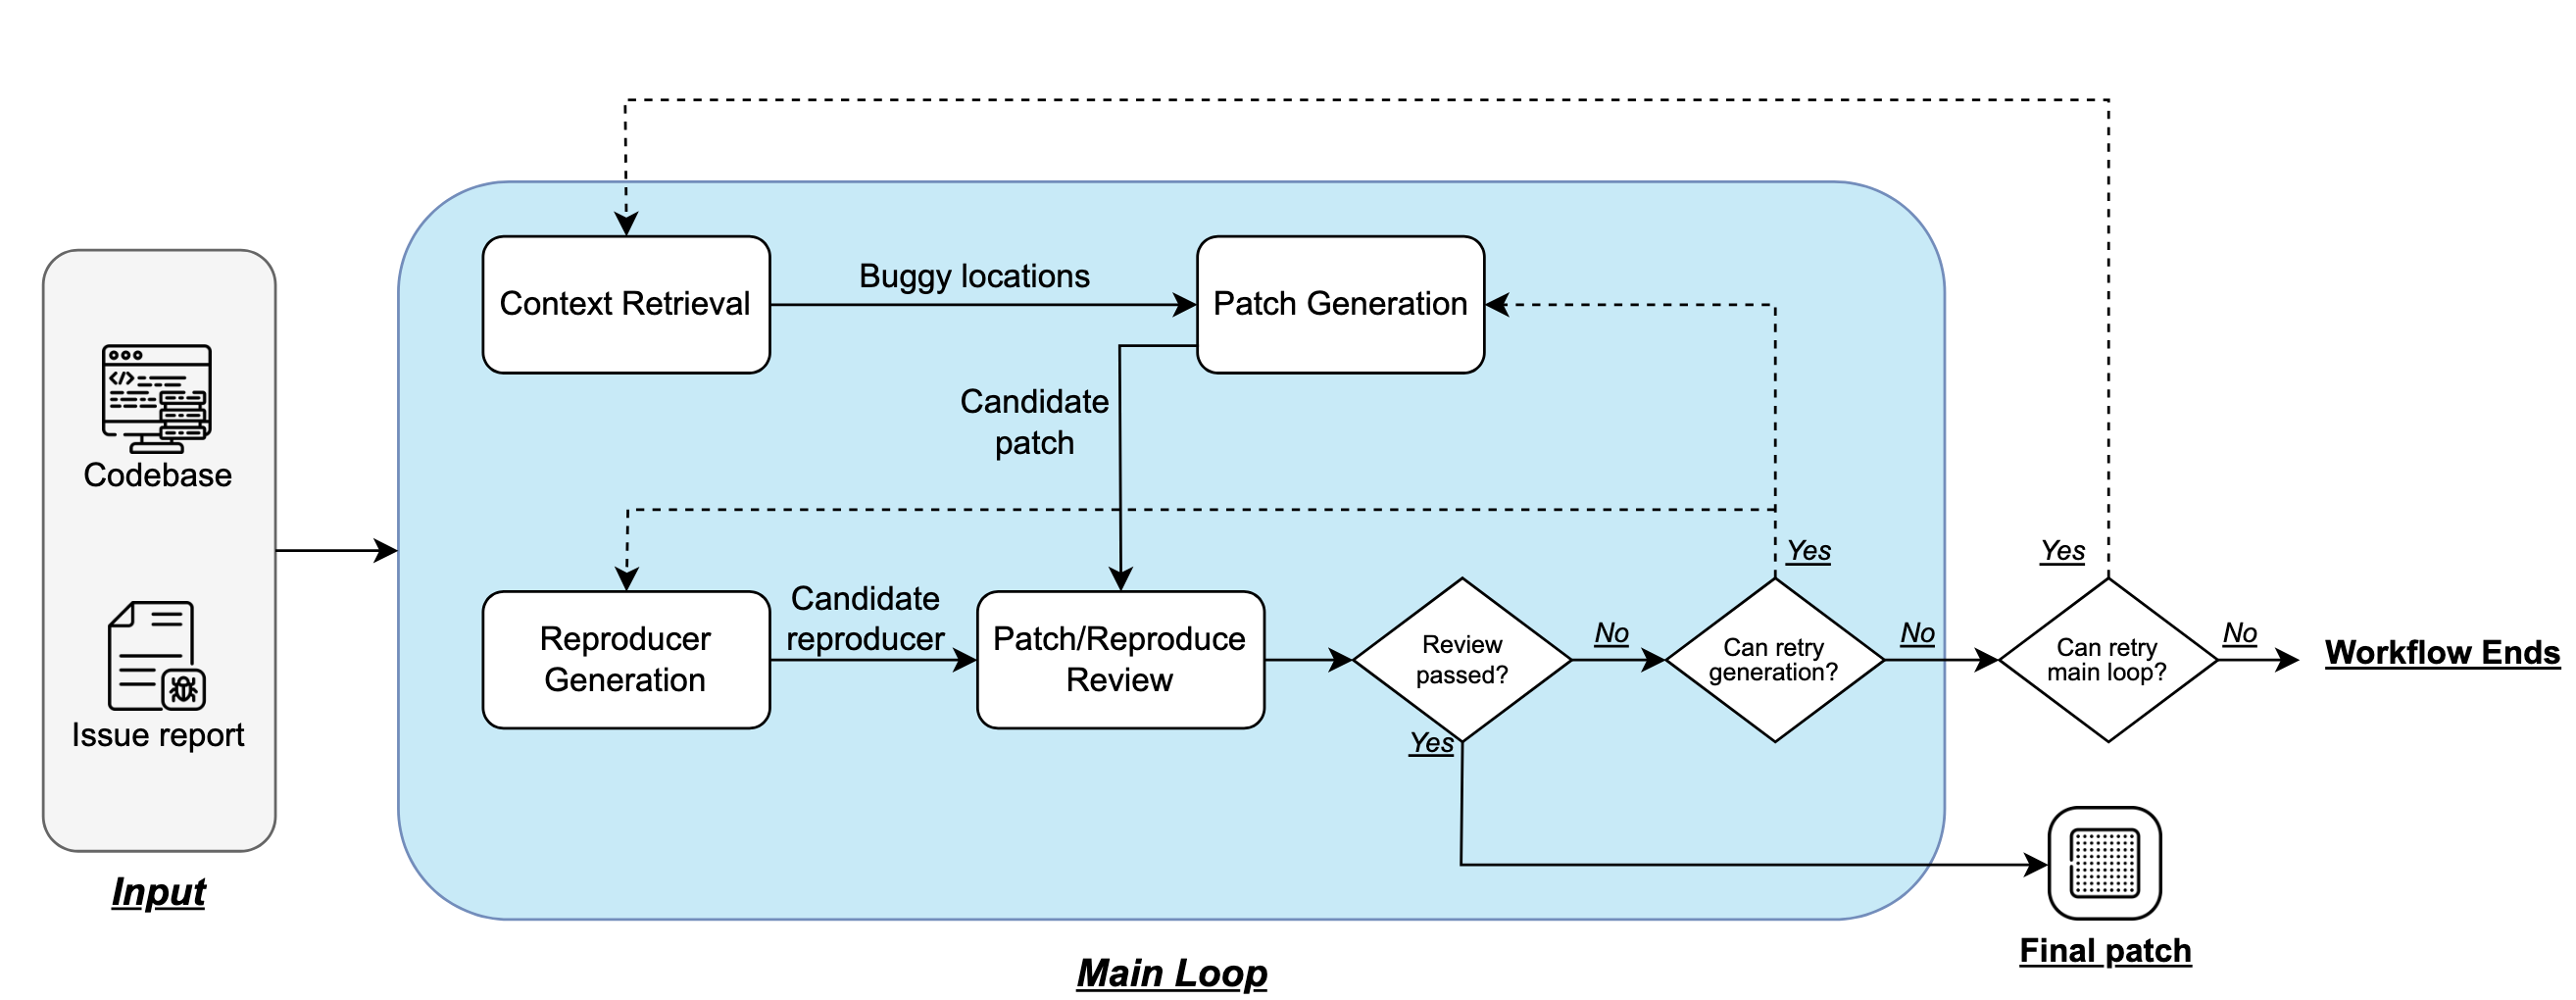 Codebase
Issue report
Input
Context Retrieval
Buggy locations
Patch Generation
Candidate
patch
Reproducer
Generation
Candidate
reproducer
Patch/Reproduce
Review
Review
passed?
Yes
No
Can retry
generation?
Yes
No
Can retry
main loop?
Yes
No
Workflow Ends
Final patch
Main Loop